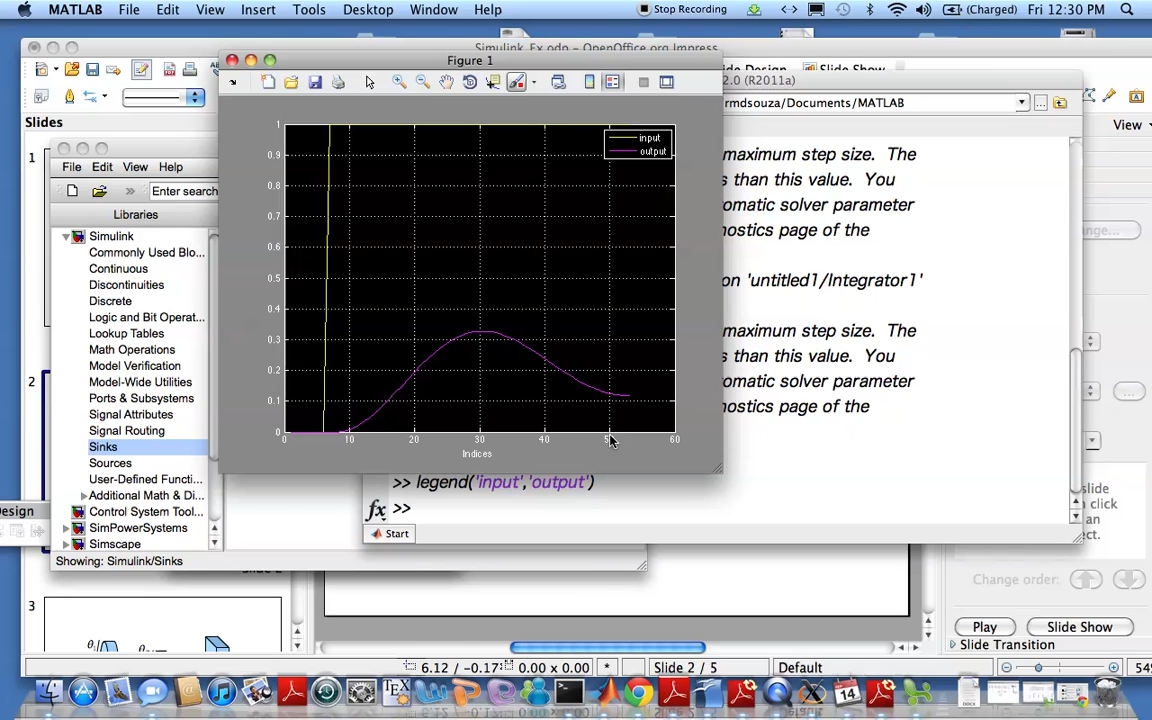 MATLAB File Edit View Insert Tools Desktop Window Help
Stop Recording
(Charged) Fri 12:30 PM
Simulink_Ex.odp - OpenOffice.org Impress
Figure 1
2.0 (R2011a)
rmdsouza/Documents/MATLAB
...
Slide Show
View
Slides
1
File Edit View Help
»
Enter search
Libraries
Simulink
Commonly Used Blo...
Continuous
Discontinuities
Discrete
Logic and Bit Operat...
Lookup Tables
Math Operations
Model Verification
Model-Wide Utilities
Ports & Subsystems
Signal Attributes
Signal Routing
Sinks
Sources
User-Defined Functi...
Additional Math & Di...
Control System Tool...
SimPowerSystems
Simscape
Showing: Simulink/Sinks
2
Design
3
input
output
1
0.9
0.8
0.7
0.6
0.5
0.4
0.3
0.2
0.1
0
0 10 20 30 40 60
Indices
maximum step size. The
s than this value. You
omatic solver parameter
nostics page of the
on 'untitled1/Integrator1'
maximum step size. The
s than this value. You
omatic solver parameter
nostics page of the
>> legend('input','output')
fx >>
Start
ange...
...
slide
click
an
ect.
Change order:
Play
Slide Show
Slide Transition
6.12 / -0.17
0.00 x 0.00
*
Slide 2 / 5
Default
54
14